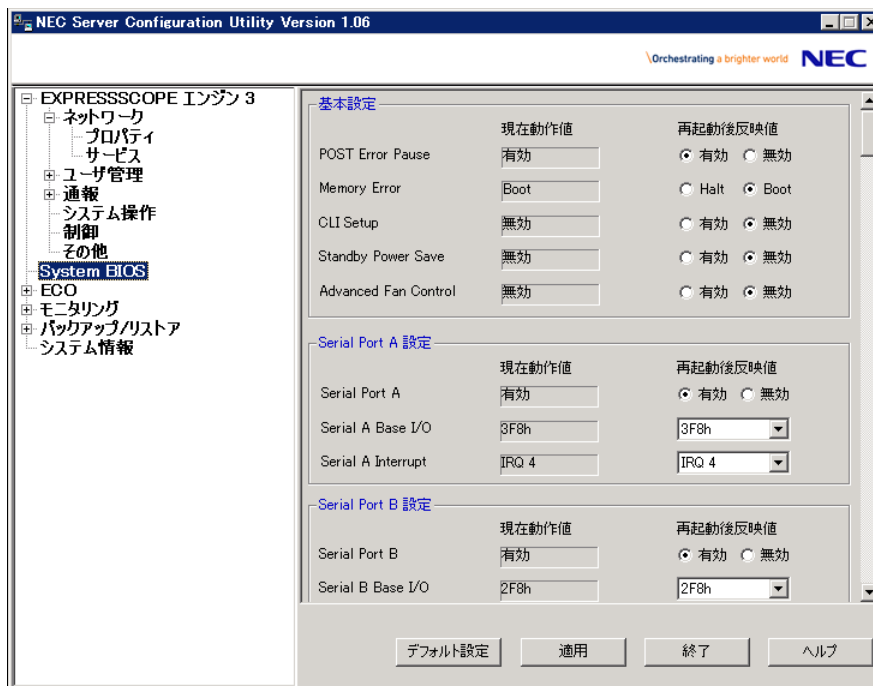 NEC Server Configuration Utility Version 1.06
\Orchestrating a brighter world NEC
EXPRESSSCOPE エンジン 3
ネットワーク
プロパティ
サービス
ユーザ管理
通報
システム操作
制御
その他
System BIOS
ECO
モニタリング
バックアップ/リストア
システム情報
基本設定
現在動作値 再起動後反映値
POST Error Pause 有効 有効 無効
Memory Error Boot Halt Boot
CLI Setup 無効 有効 無効
Standby Power Save 無効 有効 無効
Advanced Fan Control 無効 有効 無効
Serial Port A 設定
現在動作値 再起動後反映値
Serial Port A 有効 有効 無効
Serial A Base I/O 3F8h 3F8h
Serial A Interrupt IRQ 4 IRQ 4
Serial Port B 設定
現在動作値 再起動後反映値
Serial Port B 有効 有効 無効
Serial B Base I/O 2F8h 2F8h
デフォルト設定 適用 終了 ヘルプ